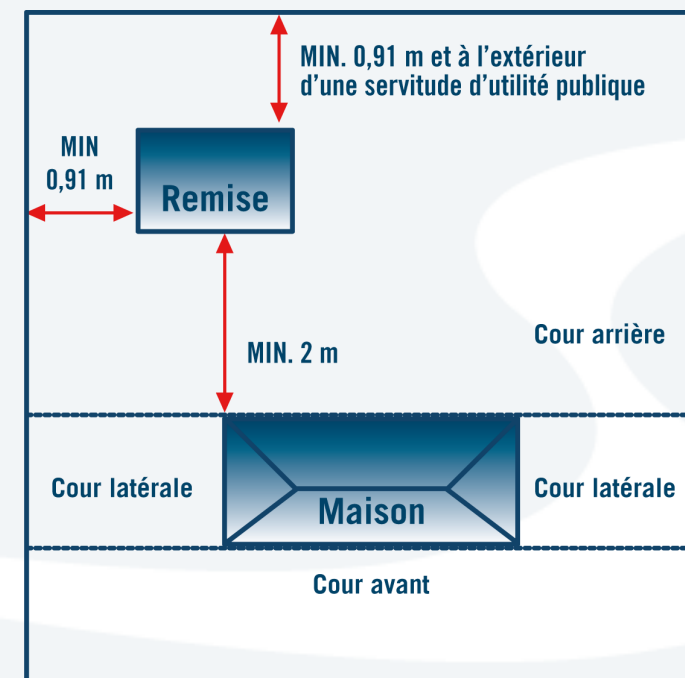 MIN. 0,91 m et à l’extérieur
d’une servitude d’utilité publique
MIN
0,91 m
Remise
MIN. 2 m
Cour arrière
Cour latérale
Maison
Cour latérale
Cour avant